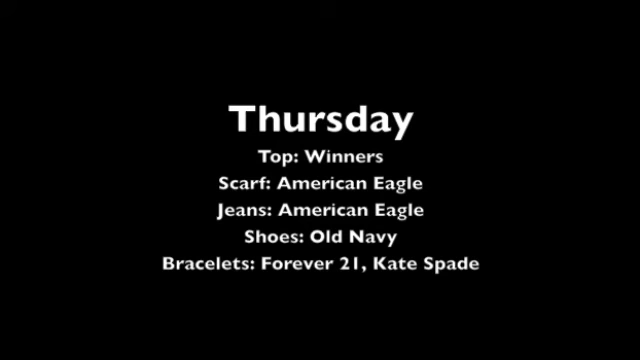 Thursday
Top: Winners
Scarf: American Eagle
Jeans: American Eagle
Shoes: Old Navy
Bracelets: Forever 21, Kate Spade